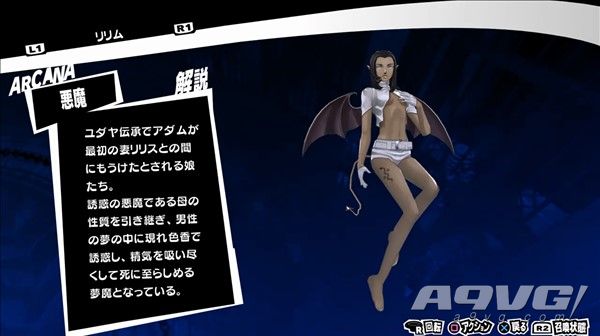 L1 リリム R1
ARCANA
悪魔
解説
ユダヤ伝承でアダムが
最初の妻リリスとの間
にもうけたとされる娘
たち。
誘惑の悪魔である母の
性質を引き継ぎ、男性
の夢の中に現れ色香で
誘惑し、精気を吸い尽
くして死に至らしめる
夢魔となっている。
A9VG!
a9vg.com
R 回転 アクション 戻る R2 召喚状態